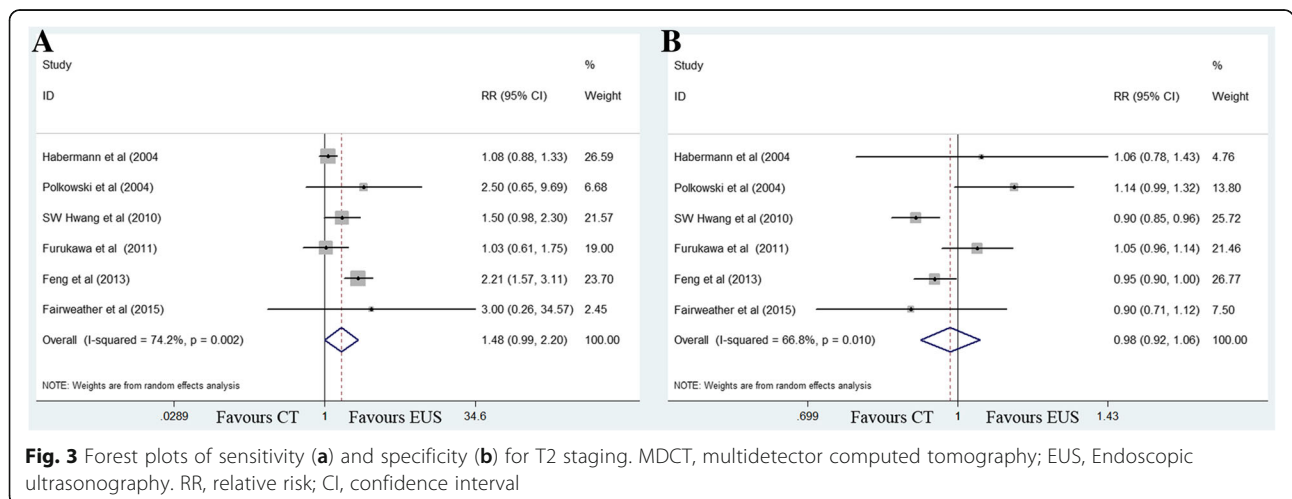 A
Study %
ID RR (95% CI) Weight
Habermann et al (2004 1.08 (0.88, 1.33) 26.59
Polkowski et al (2004) 2.50 (0.65, 9.69) 6.68
SW Hwang et al (2010) 1.50 (0.98, 2.30) 21.57
Furukawa et al (2011) 1.03 (0.61, 1.75) 19.00
Feng et al (2013) 2.21 (1.57, 3.11) 23.70
Fairweather et al (2015) 3.00 (0.26, 34.57) 2.45
Overall (I-squared = 74.2%, p = 0.002) 1.48 (0.99, 2.20) 100.00
NOTE: Weights are from random effects analysis
.0289 Favours CT 1 Favours EUS 34.6
B
Study %
ID RR (95% CI) Weight
Habermann et al (2004 1.06 (0.78, 1.43) 4.76
Polkowski et al (2004) 1.14 (0.99, 1.32) 13.80
SW Hwang et al (2010) 0.90 (0.85, 0.96) 25.72
Furukawa et al (2011) 1.05 (0.96, 1.14) 21.46
Feng et al (2013) 0.95 (0.90, 1.00) 26.77
Fairweather et al (2015) 0.90 (0.71, 1.12) 7.50
Overall (I-squared = 66.8%, p = 0.010) 0.98 (0.92, 1.06) 100.00
NOTE: Weights are from random effects analysis
.699 Favours CT 1 Favours EUS 1.43
Fig. 3 Forest plots of sensitivity (a) and specificity (b) for T2 staging. MDCT, multidetector computed tomography; EUS, Endoscopic
ultrasonography. RR, relative risk; CI, confidence interval